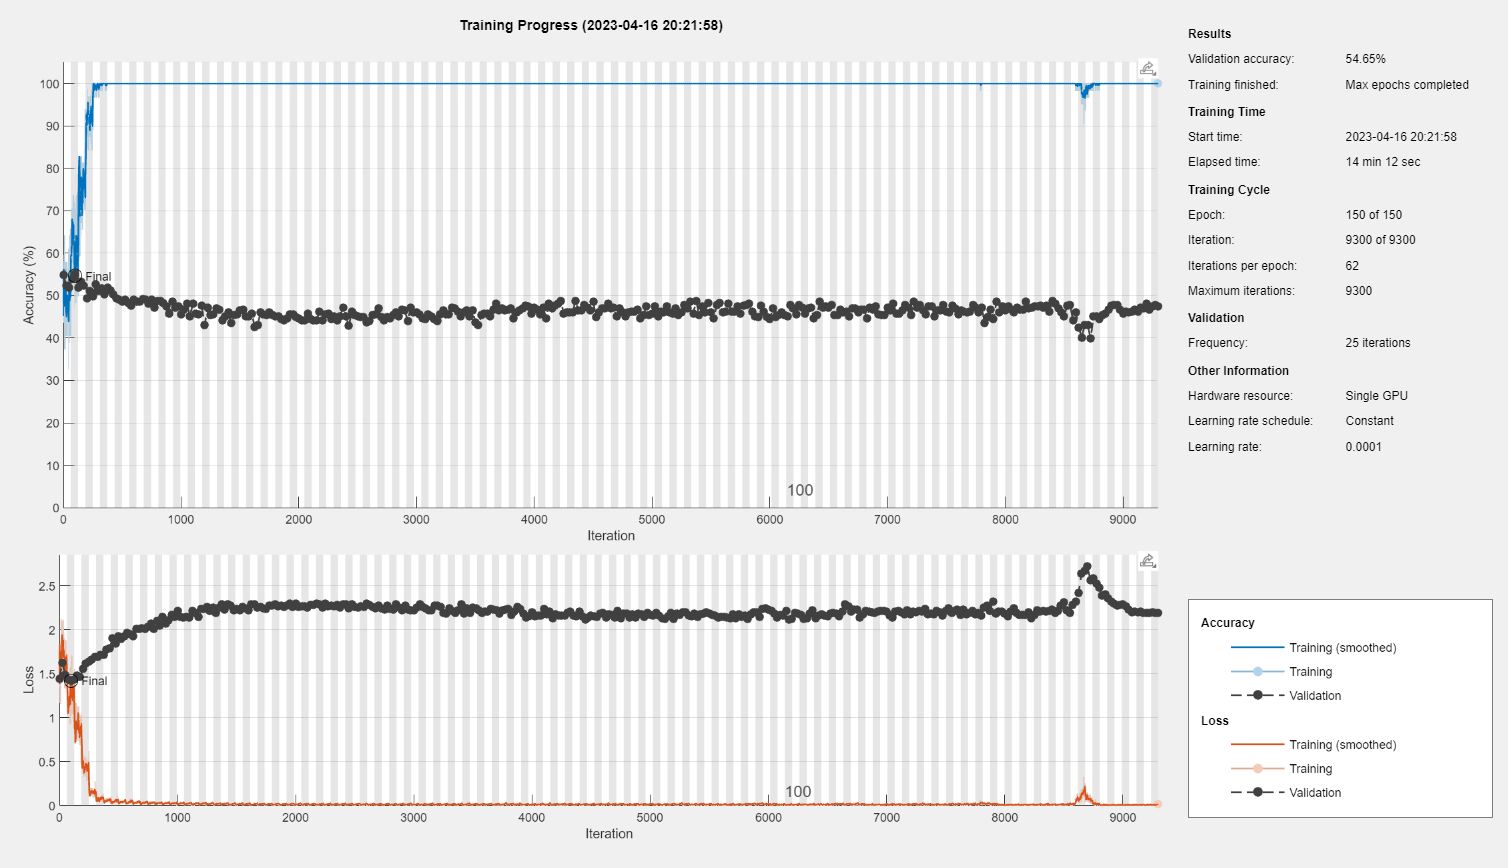 Training Progress (2023-04-16 20:21:58)
Accuracy (%)
100
90
80
70
60
50
40
30
20
10
0
Final
100
0
1000
2000
3000
4000
5000
6000
7000
8000
9000
Iteration
Loss
2.5
2
1.5
1
0.5
0
Final
100
0
1000
2000
3000
4000
5000
6000
7000
8000
9000
Iteration
Results
Validation accuracy: 54.65%
Training finished: Max epochs completed
Training Time
Start time: 2023-04-16 20:21:58
Elapsed time: 14 min 12 sec
Training Cycle
Epoch: 150 of 150
Iteration: 9300 of 9300
Iterations per epoch: 62
Maximum iterations: 9300
Validation
Frequency: 25 iterations
Other Information
Hardware resource: Single GPU
Learning rate schedule: Constant
Learning rate: 0.0001
Accuracy
Training (smoothed)
Training
Validation
Loss
Training (smoothed)
Training
Validation